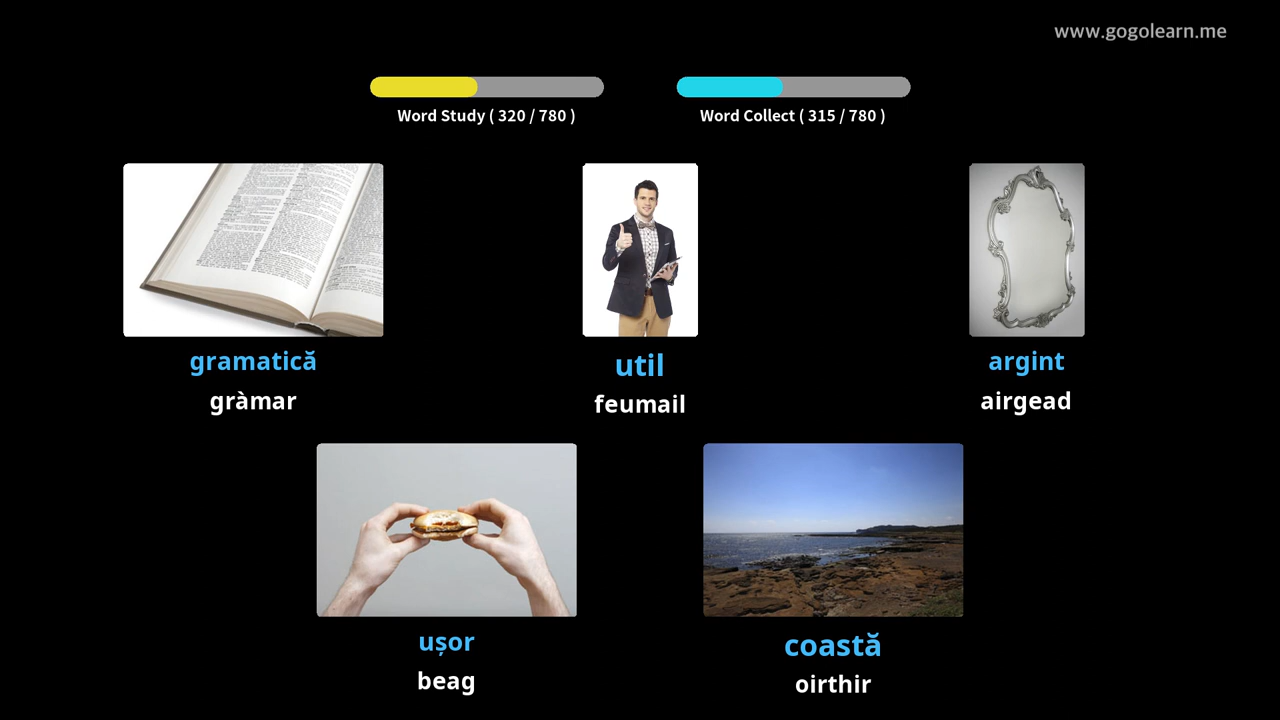 www.gogolearn.me
Word Study ( 320 / 780 )
Word Collect ( 315 / 780 )
gramatică
gràmar
util
feumail
argint
airgead
ușor
beag
coastă
oirthir